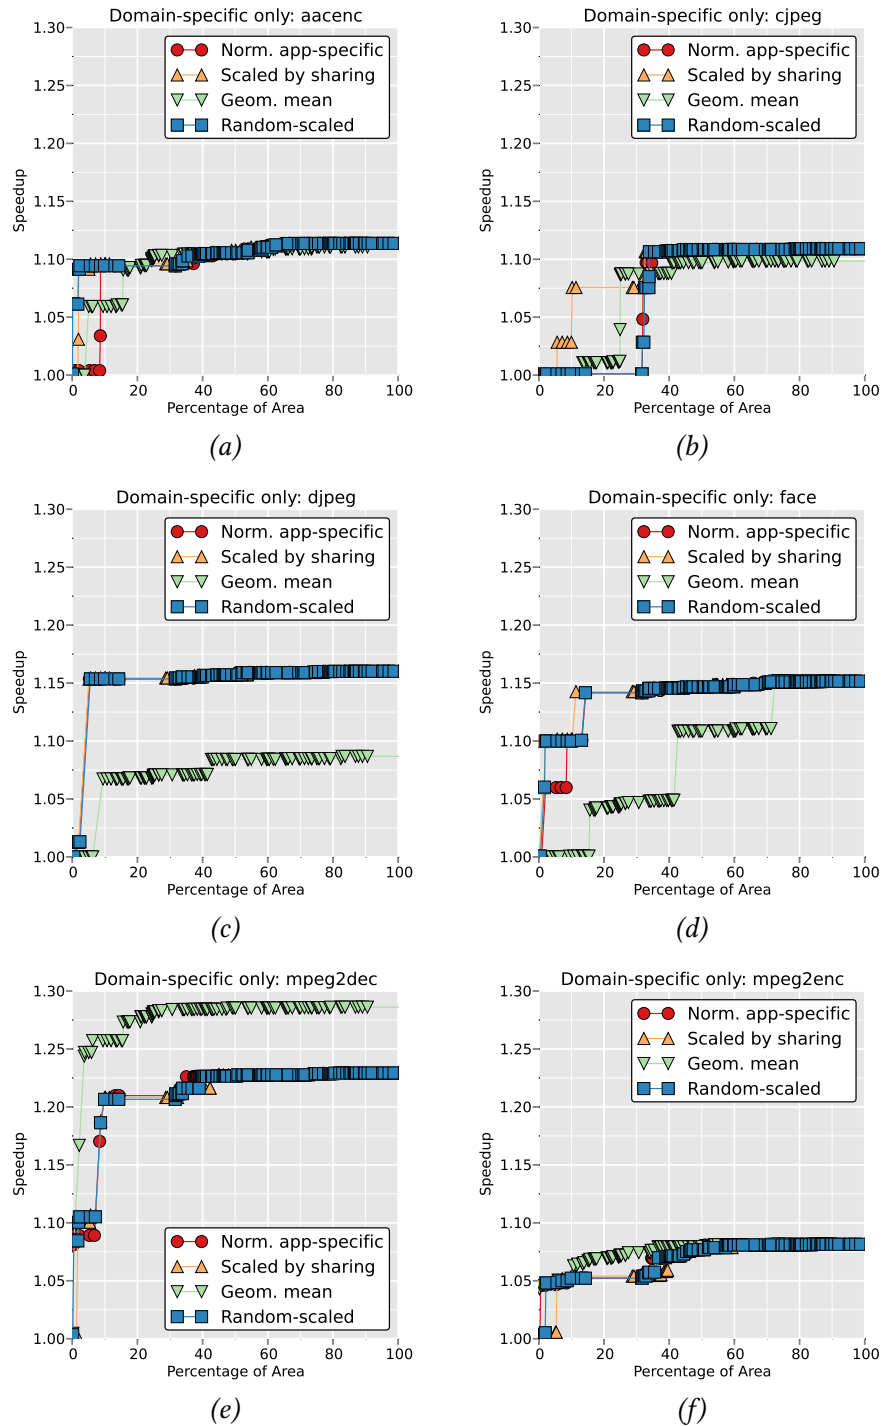 Domain-specific only: aacenc
1.30
1.25
1.20
1.15
1.10
1.05
1.00
Speedup
Norm. app-specific
Scaled by sharing
Geom. mean
Random-scaled
0 20 40 60 80 100
Percentage of Area
(a)
Domain-specific only: cjpeg
1.30
1.25
1.20
1.15
1.10
1.05
1.00
Speedup
Norm. app-specific
Scaled by sharing
Geom. mean
Random-scaled
0 20 40 60 80 100
Percentage of Area
(b)
Domain-specific only: djpeg
1.30
1.25
1.20
1.15
1.10
1.05
1.00
Speedup
Norm. app-specific
Scaled by sharing
Geom. mean
Random-scaled
0 20 40 60 80 100
Percentage of Area
(c)
Domain-specific only: face
1.30
1.25
1.20
1.15
1.10
1.05
1.00
Speedup
Norm. app-specific
Scaled by sharing
Geom. mean
Random-scaled
0 20 40 60 80 100
Percentage of Area
(d)
Domain-specific only: mpeg2dec
1.30
1.25
1.20
1.15
1.10
1.05
1.00
Speedup
Norm. app-specific
Scaled by sharing
Geom. mean
Random-scaled
0 20 40 60 80 100
Percentage of Area
(e)
Domain-specific only: mpeg2enc
1.30
1.25
1.20
1.15
1.10
1.05
1.00
Speedup
Norm. app-specific
Scaled by sharing
Geom. mean
Random-scaled
0 20 40 60 80 100
Percentage of Area
(f)